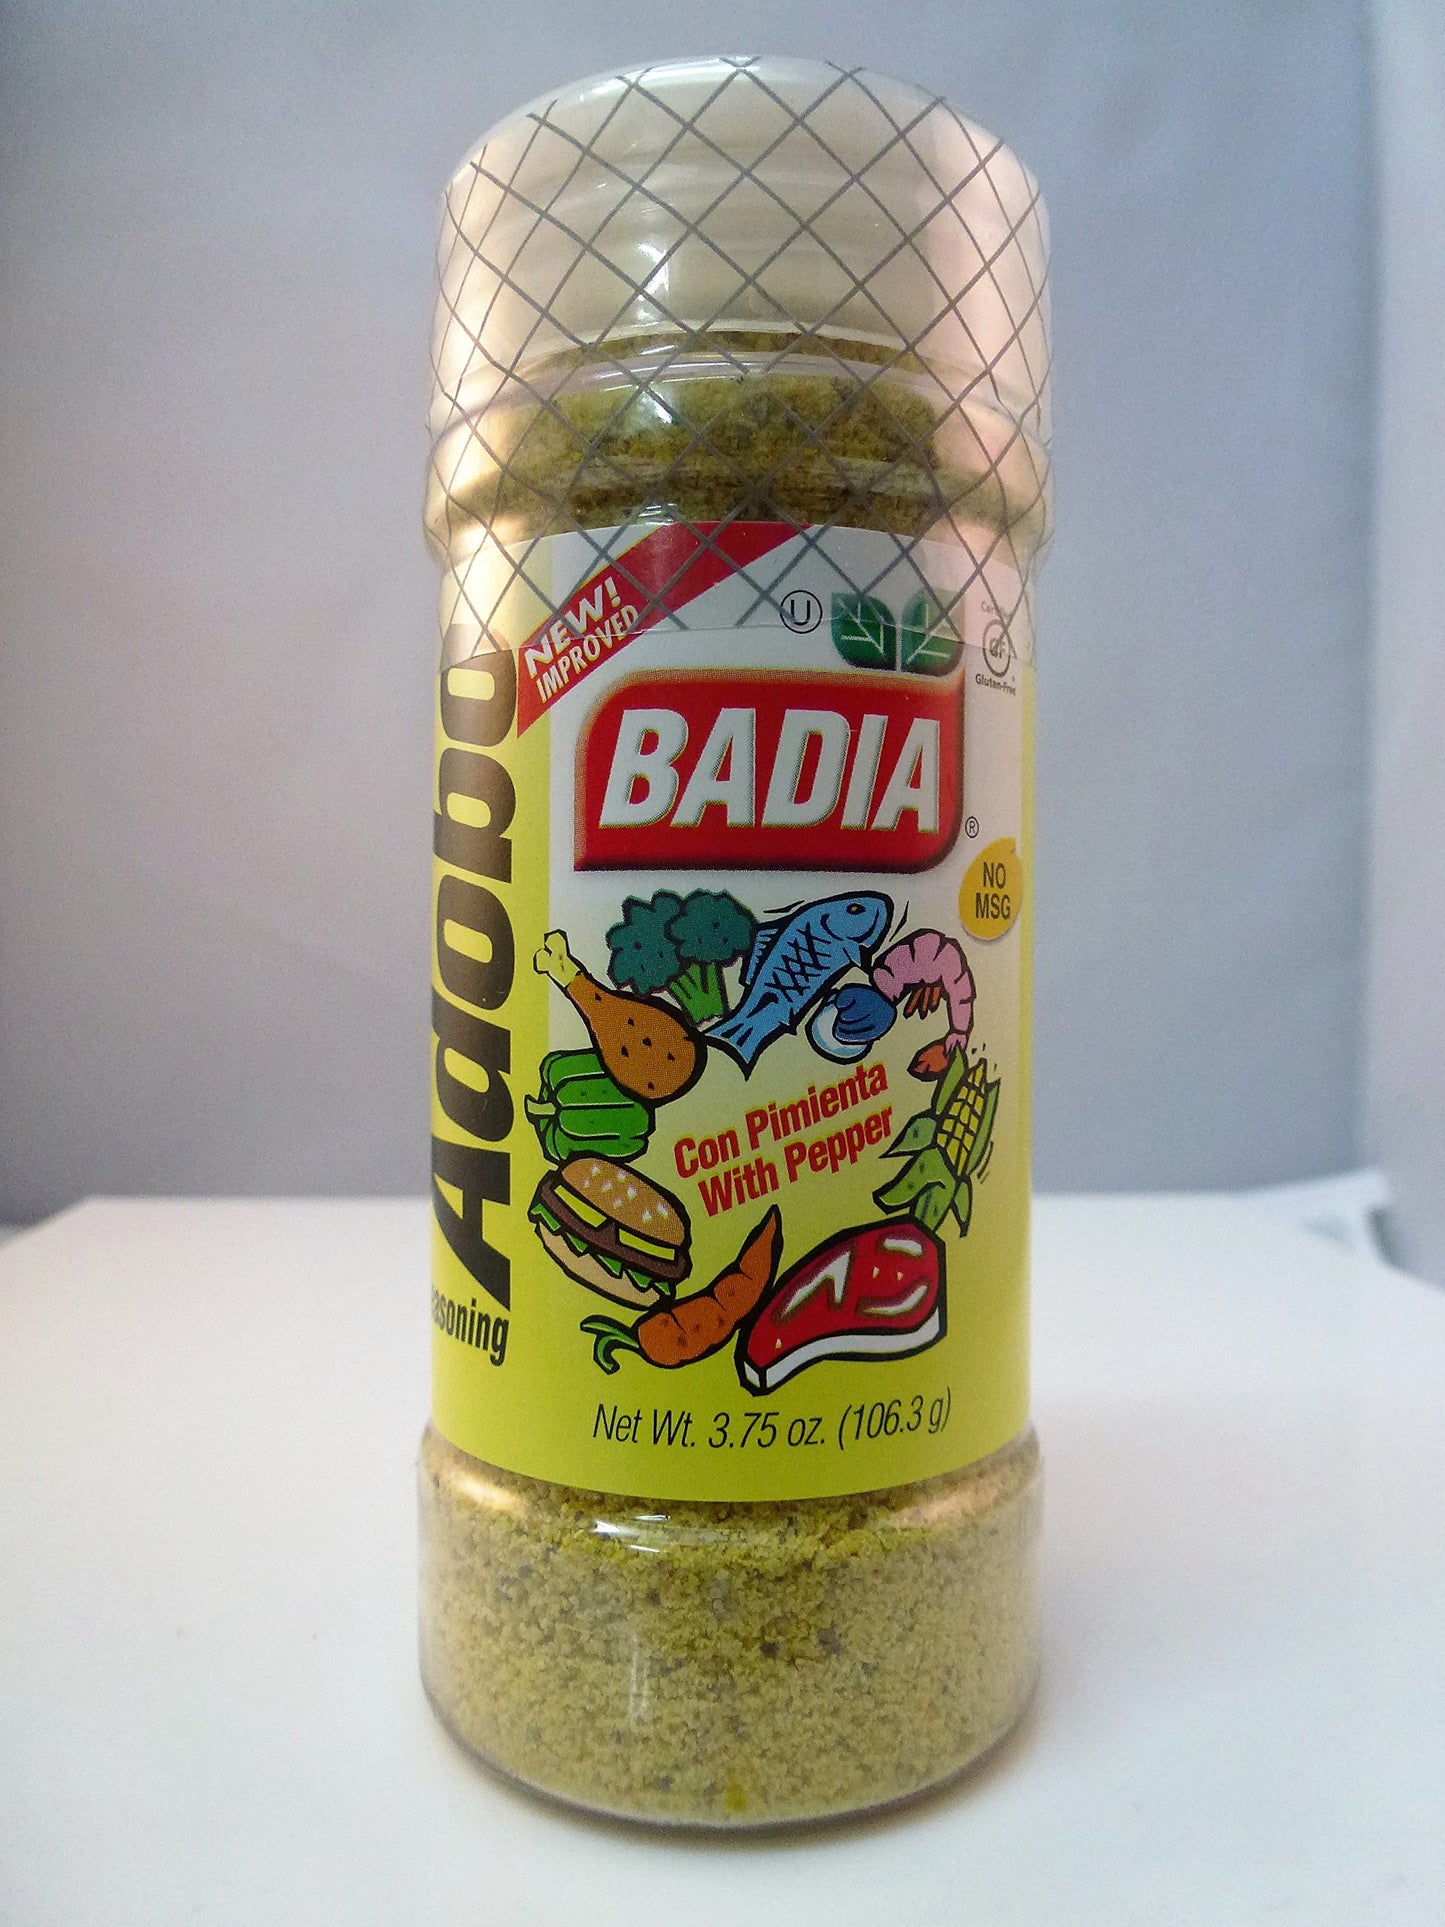 NEW!
IMPROVED
U
GF
Gluten-Free
BADIA
®
NO
MSG
Adobo
Con Pimienta
With Pepper
Net Wt. 3.75 oz. (106.3 g)